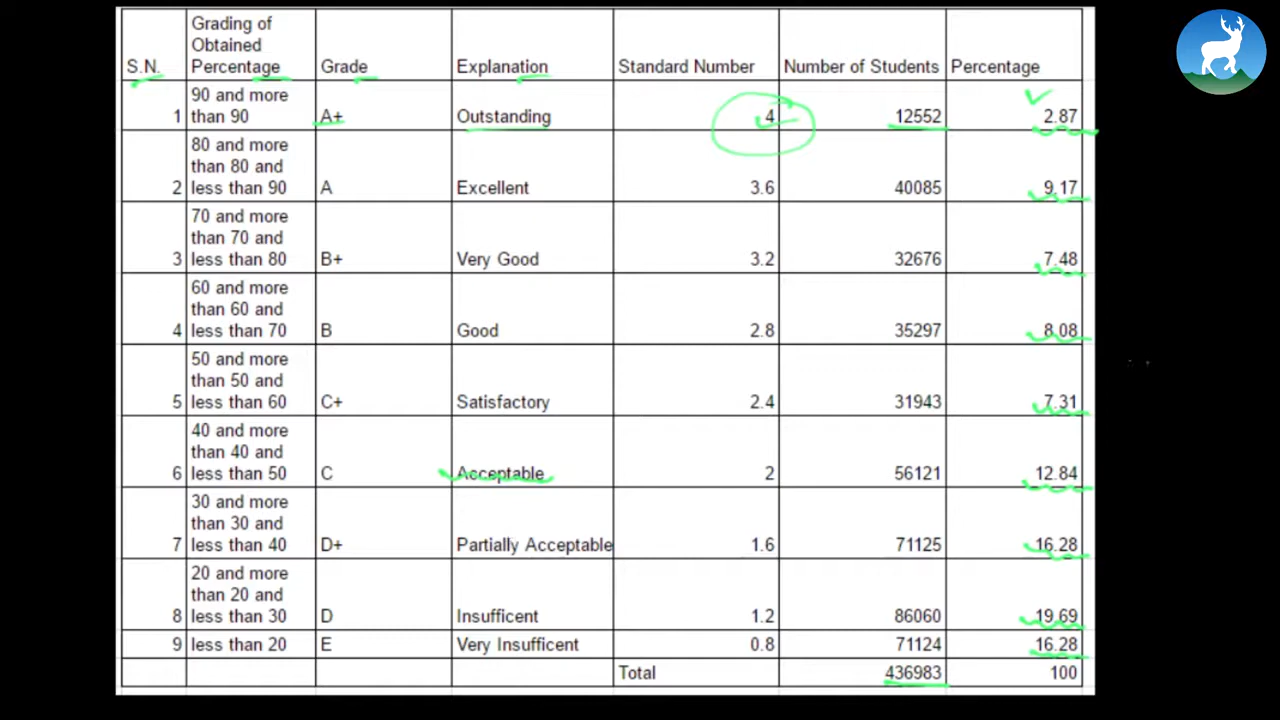 S.N. Grading of Obtained Percentage Grade Explanation Standard Number Number of Students Percentage
1 90 and more than 90 A+ Outstanding 4 12552 2.87
2 80 and more than 80 and less than 90 A Excellent 3.6 40085 9.17
3 70 and more than 70 and less than 80 B+ Very Good 3.2 32676 7.48
4 60 and more than 60 and less than 70 B Good 2.8 35297 8.08
5 50 and more than 50 and less than 60 C+ Satisfactory 2.4 31943 7.31
6 40 and more than 40 and less than 50 C Acceptable 2 56121 12.84
7 30 and more than 30 and less than 40 D+ Partially Acceptable 1.6 71125 16.28
8 20 and more than 20 and less than 30 D Insufficent 1.2 86060 19.69
9 less than 20 E Very Insufficent 0.8 71124 16.28
Total 436983 100